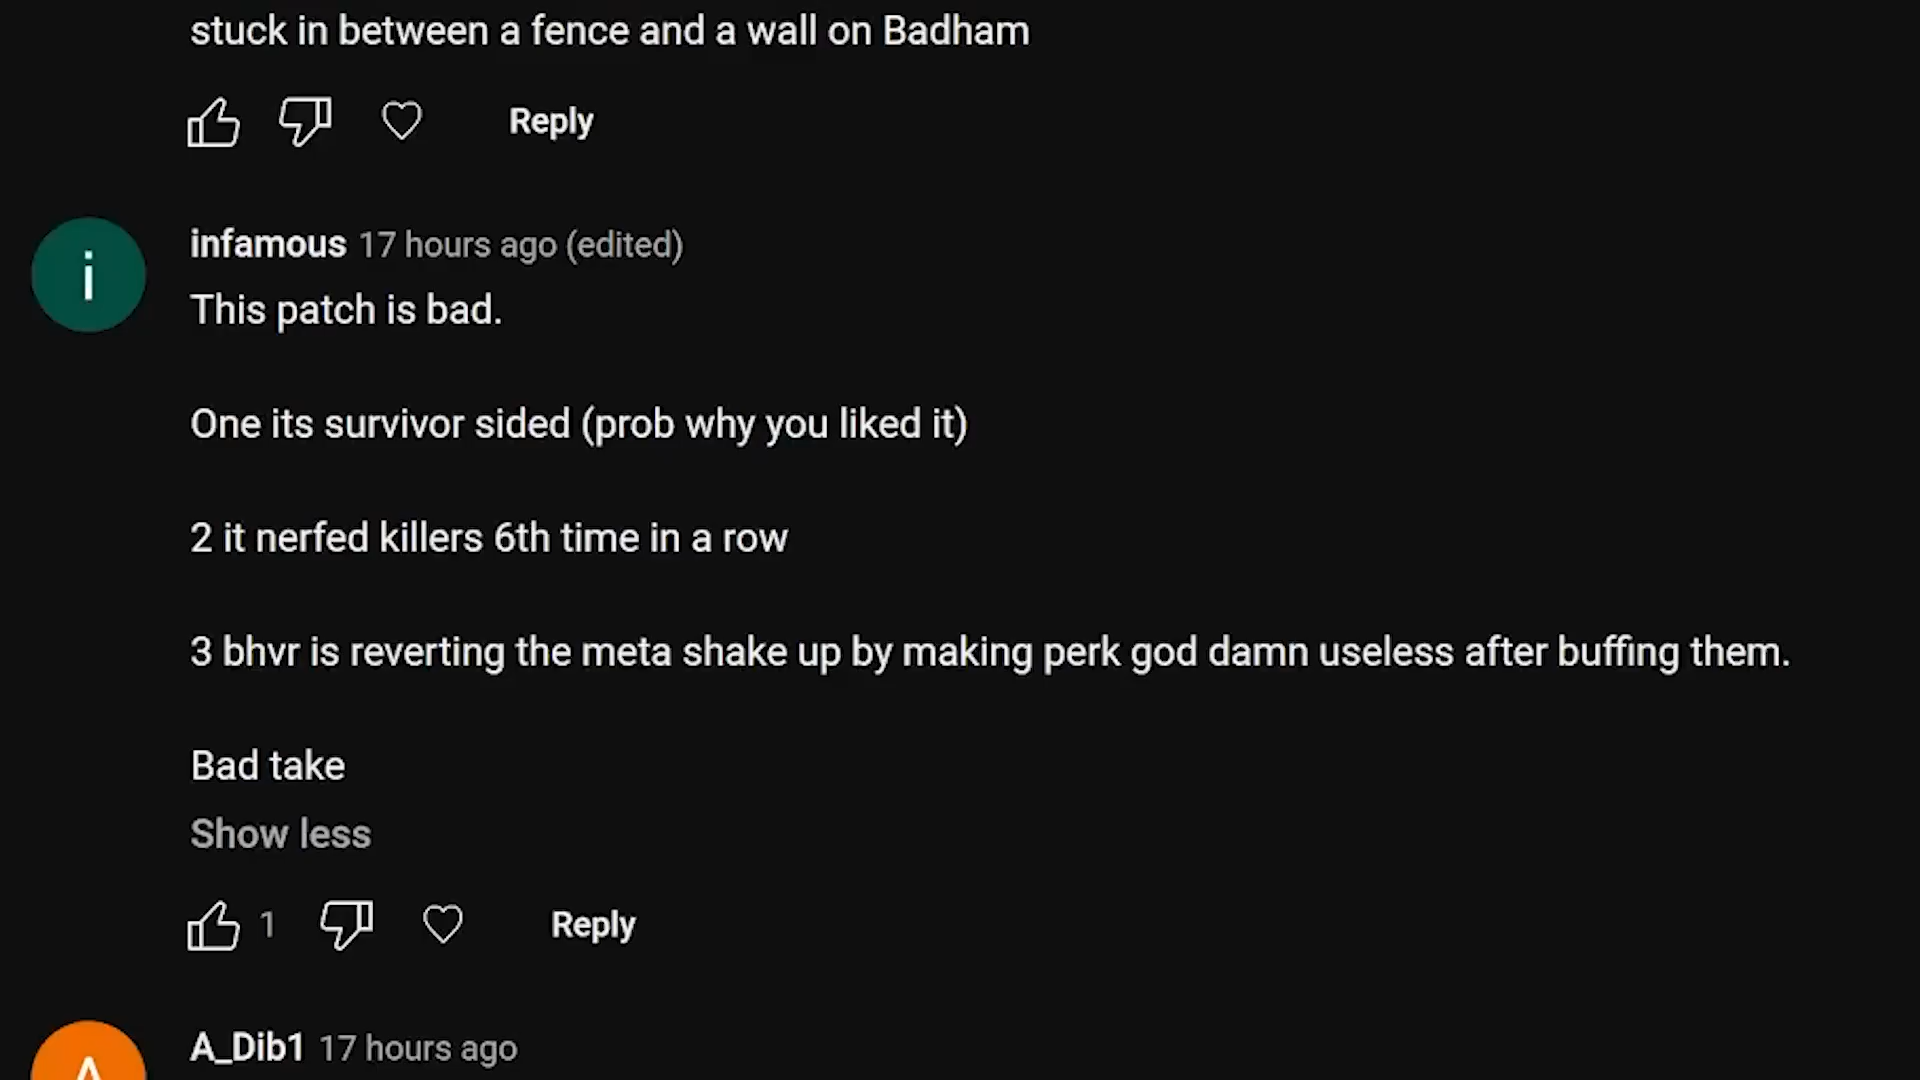 stuck in between a fence and a wall on Badham
Reply
i
infamous 17 hours ago (edited)
This patch is bad.
One its survivor sided (prob why you liked it)
2 it nerfed killers 6th time in a row
3 bhvr is reverting the meta shake up by making perk god damn useless after buffing them.
Bad take
Show less
1
Reply
A
A_Dib1 17 hours ago